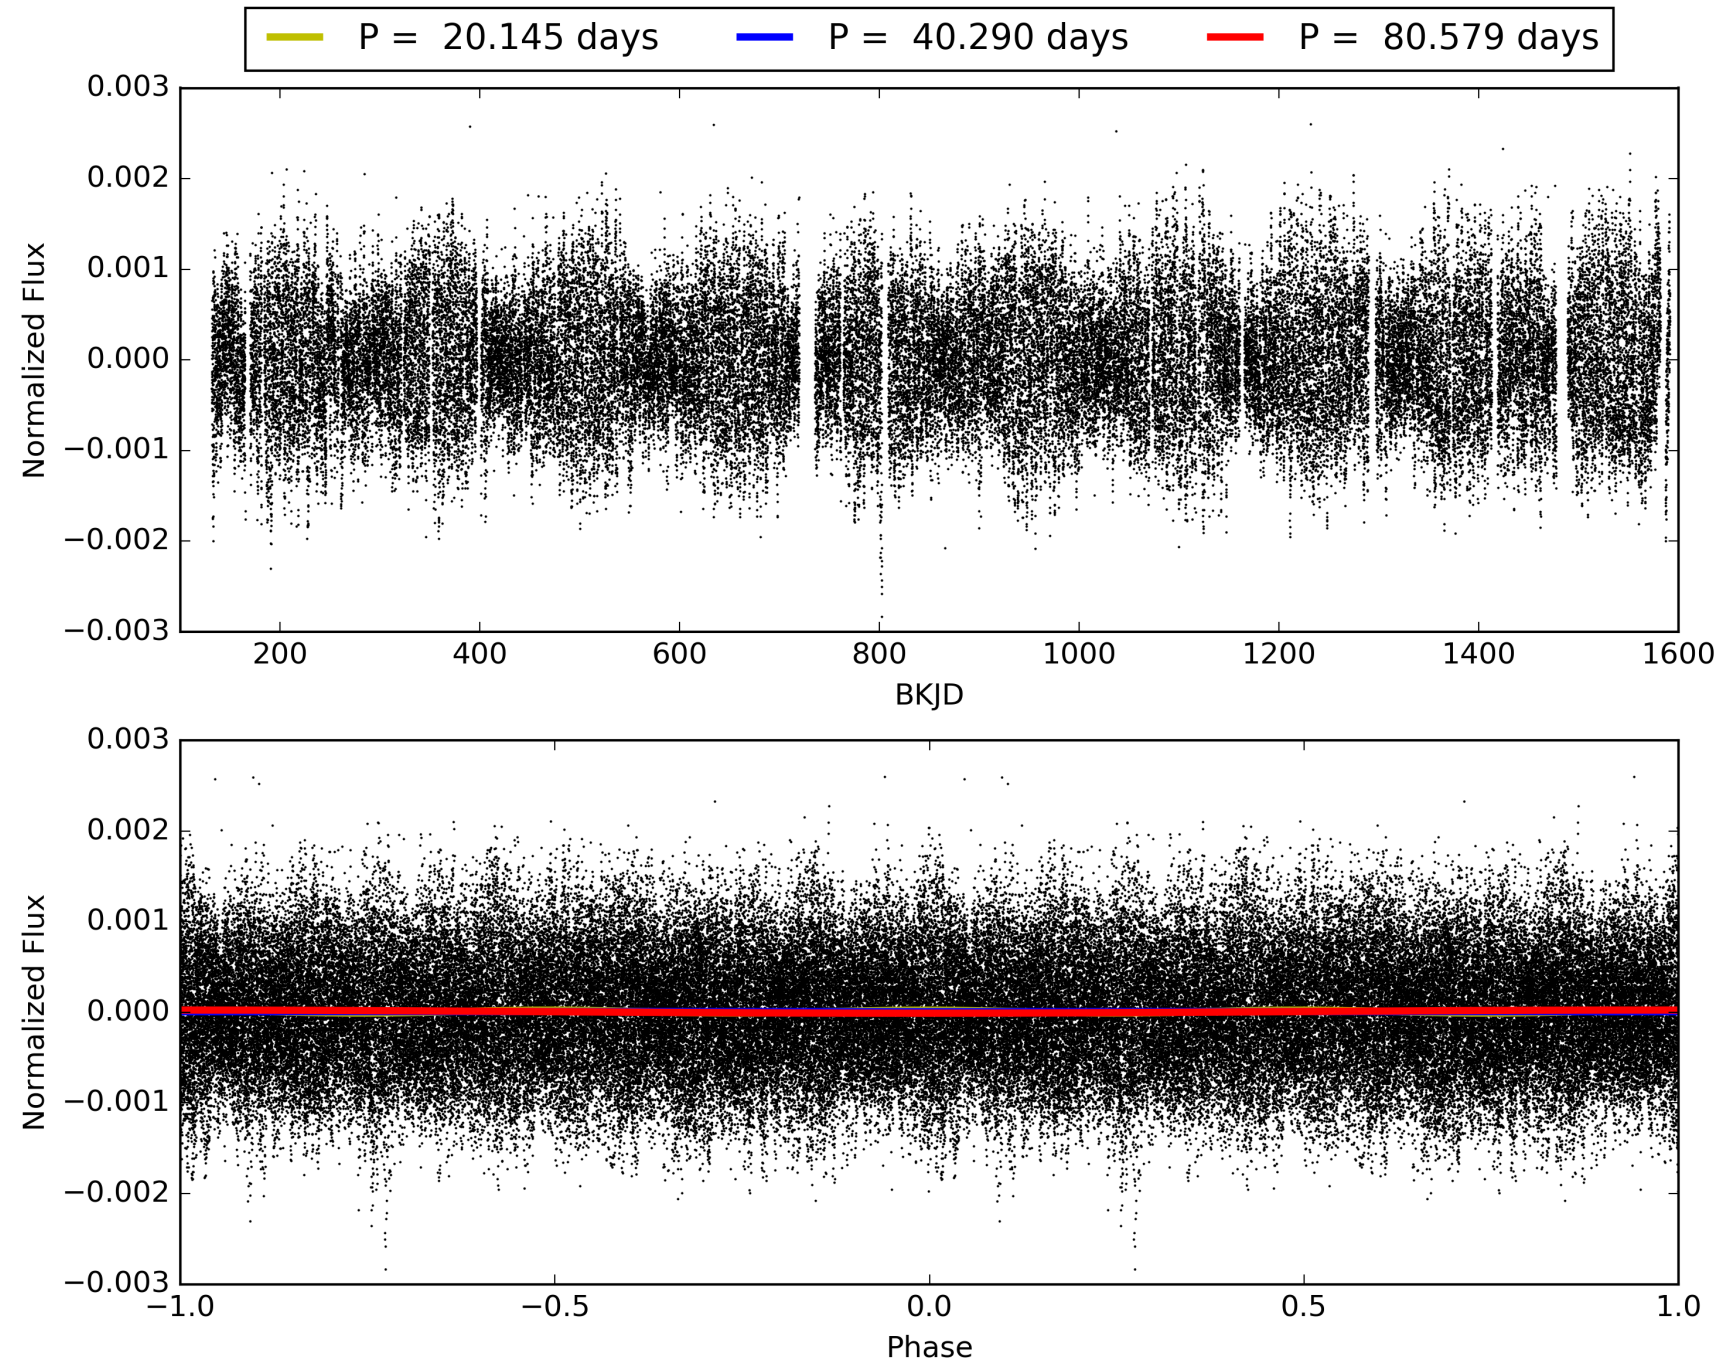 P = 20.145 days P = 40.290 days P = 80.579 days
0.003
0.002
0.001
0.000
−0.001
−0.002
−0.003
Normalized Flux
200 400 600 800 1000 1200 1400 1600
BKJD
0.003
0.002
0.001
0.000
−0.001
−0.002
−0.003
Normalized Flux
−1.0 −0.5 0.0 0.5 1.0
Phase